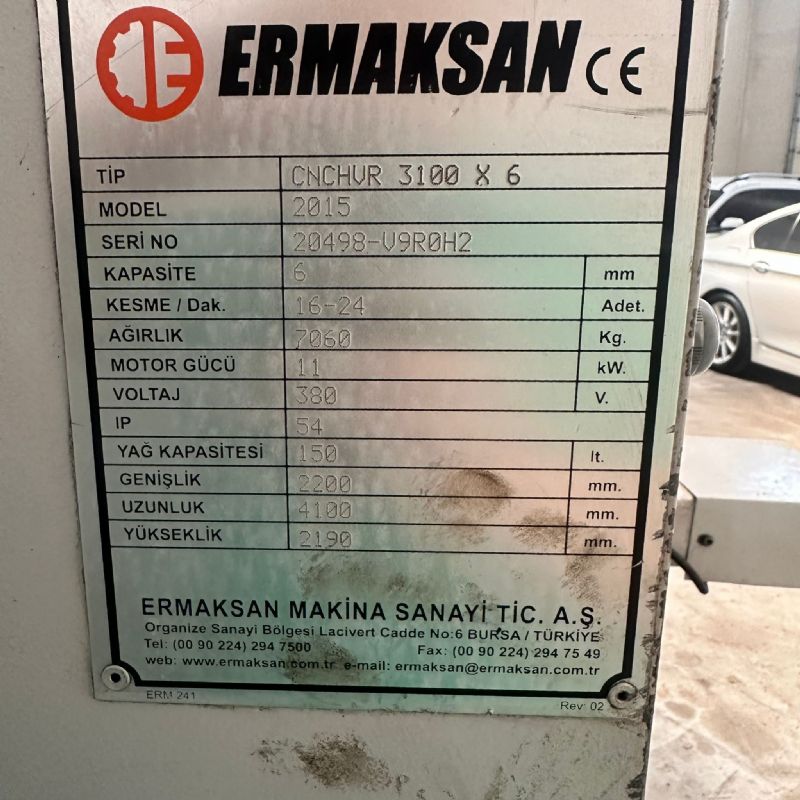 ERMAKSAN CE
TİP CNCHVR 3100 X 6
MODEL 2015
SERİ NO 20498-V9R0H2
KAPASİTE 6 mm
KESME / Dak. 16-24 Adet.
AĞIRLIK 7060 Kg.
MOTOR GÜCÜ 11 kW.
VOLTAJ 380 V.
IP 54
YAĞ KAPASİTESİ 150 lt.
GENİŞLİK 2200 mm.
UZUNLUK 4100 mm.
YÜKSEKLİK 2190 mm.
ERMAKSAN MAKİNA SANAYİ TİC. A.Ş.
Organize Sanayi Bölgesi Lacivert Cadde No:6 BURSA / TÜRKİYE
Tel: (00 90 224) 294 7500 Fax: (00 90 224) 294 75 49
web: www.ermaksan.com.tr e-mail: ermaksan@ermaksan.com.tr
ERM 241 Rev: 02